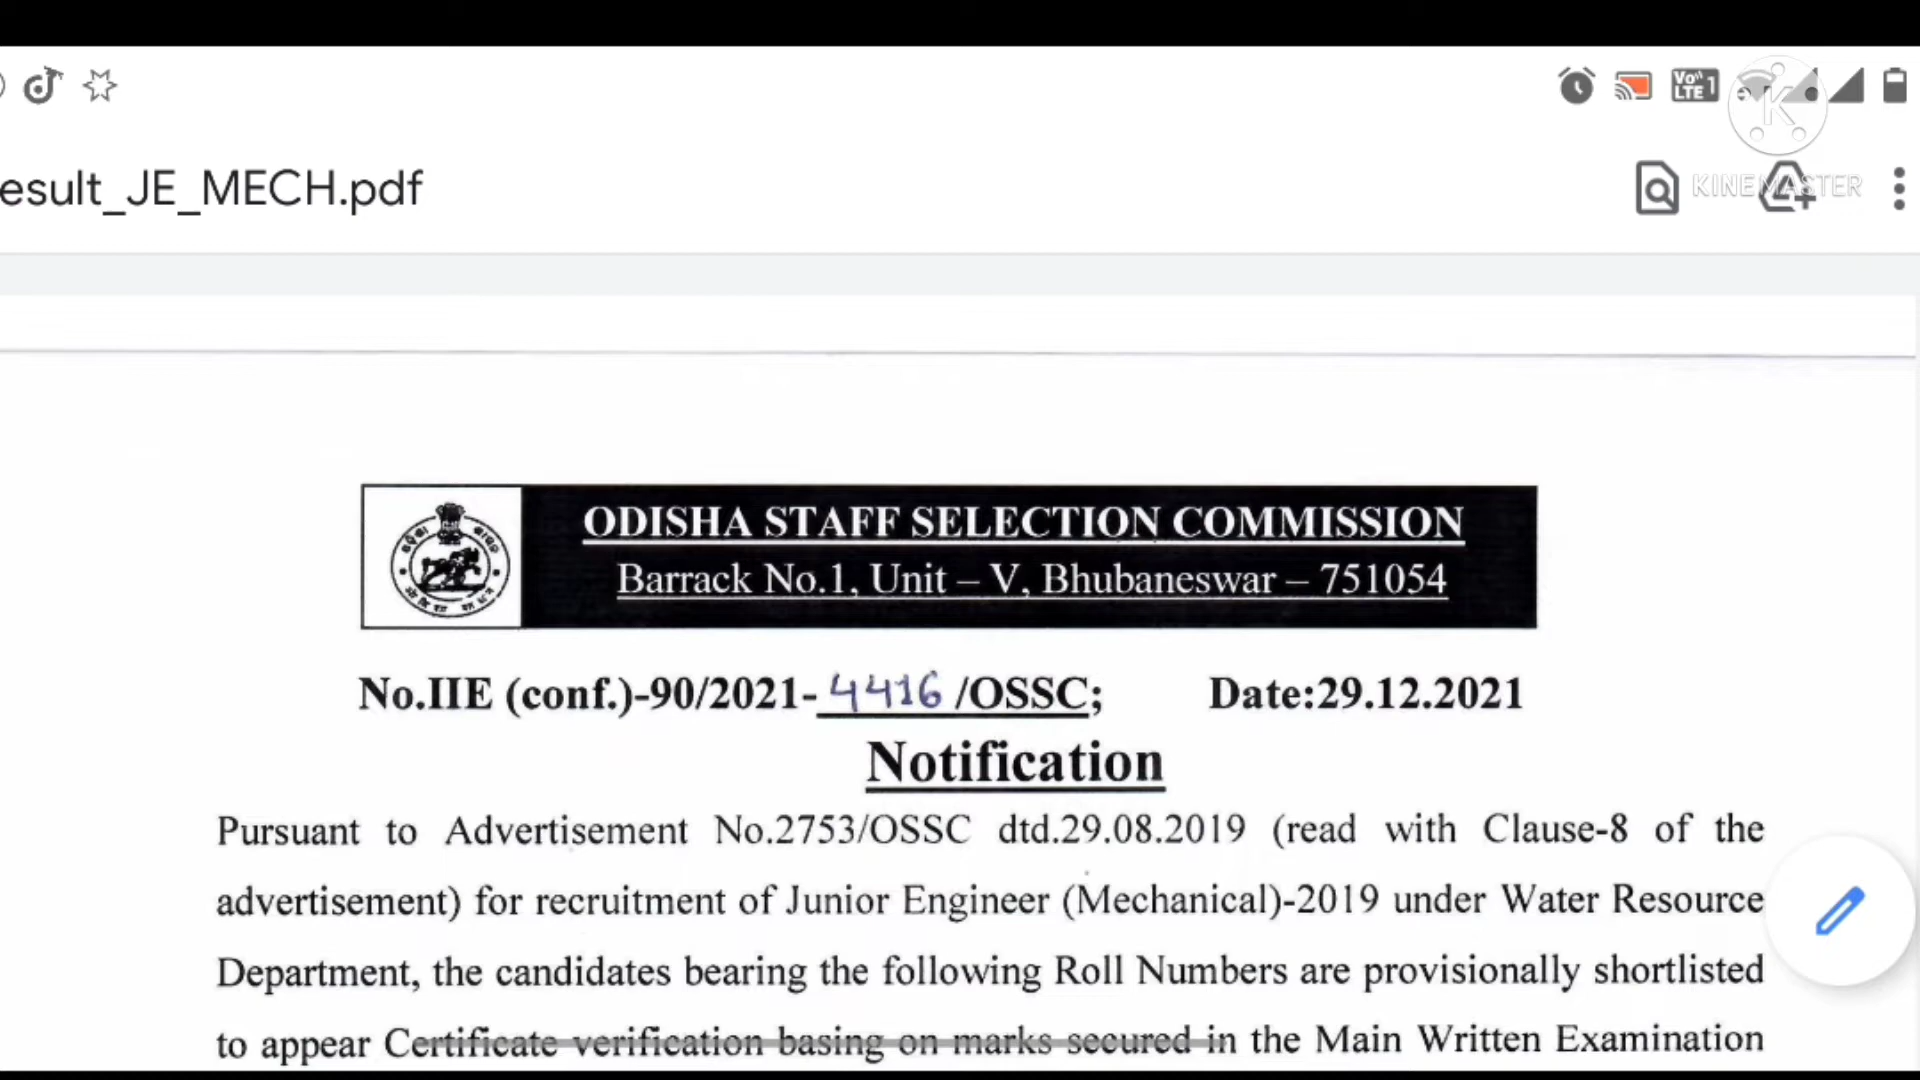 Vo)) 1
LTE
K
esult_JE_MECH.pdf
KINEMASTER
ODISHA STAFF SELECTION COMMISSION
Barrack No.1, Unit – V, Bhubaneswar – 751054
No.IIE (conf.)-90/2021- 4416 /OSSC; Date:29.12.2021
Notification
Pursuant to Advertisement No.2753/OSSC dtd.29.08.2019 (read with Clause-8 of the
advertisement) for recruitment of Junior Engineer (Mechanical)-2019 under Water Resource
Department, the candidates bearing the following Roll Numbers are provisionally shortlisted
to appear Certificate verification basing on marks secured in the Main Written Examination